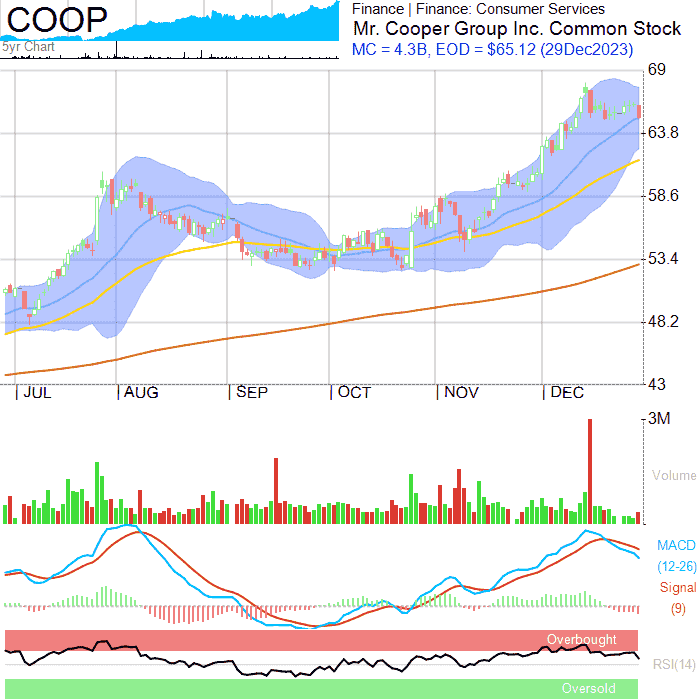 COOP
5yr Chart
Finance | Finance: Consumer Services
Mr. Cooper Group Inc. Common Stock
MC = 4.3B, EOD = $65.12 (29Dec2023)
69
63.8
58.6
53.4
48.2
43
|JUL |AUG |SEP |OCT |NOV |DEC
3M
Volume
MACD
(12-26)
Signal
(9)
Overbought
RSI(14)
Oversold